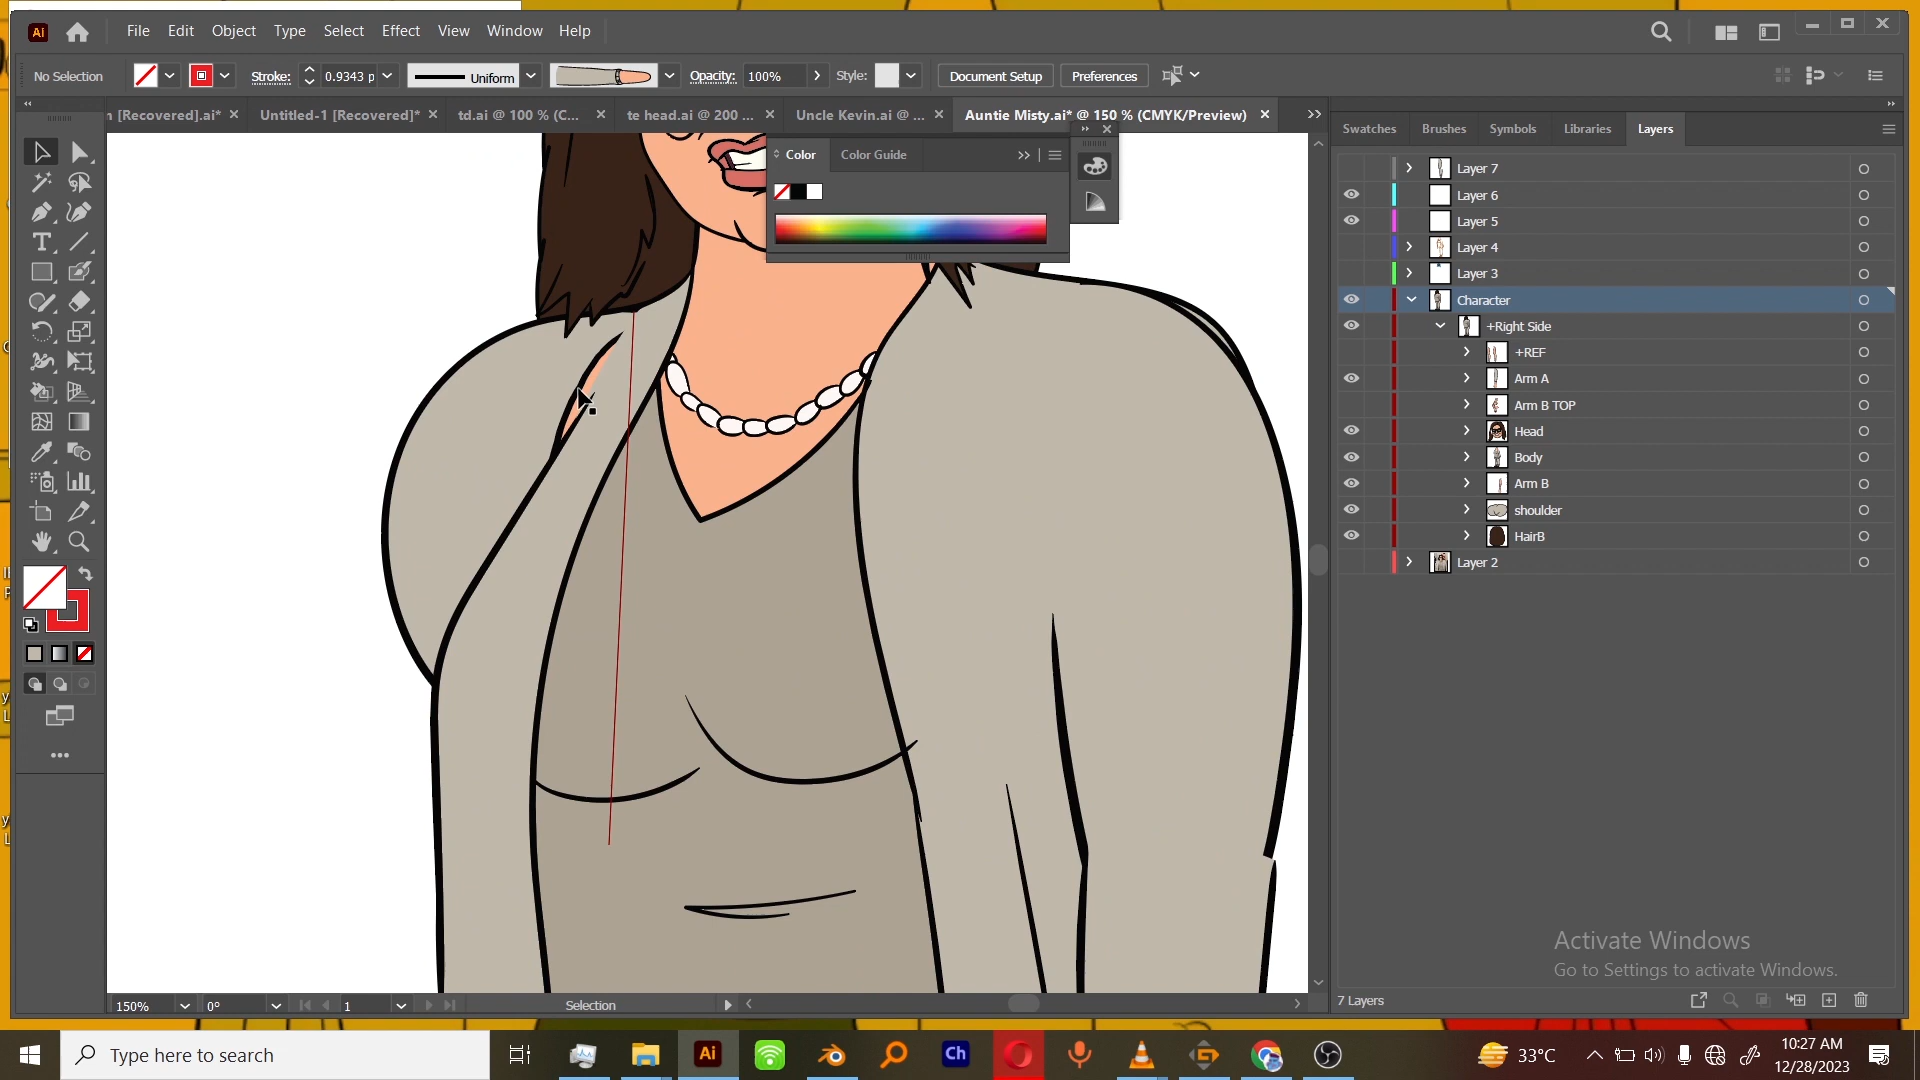 Ai File Edit Object Type Select Effect View Window Help
No Selection Stroke: 0.9343 p Uniform Opacity: 100% Style: Document Setup Preferences
n [Recovered].ai* Untitled-1 [Recovered]* td.ai @ 100 % (C... te head.ai @ 200 ... Uncle Kevin.ai @ ... Auntie Misty.ai* @ 150 % (CMYK/Preview)
Swatches Brushes Symbols Libraries Layers
Color Color Guide
Layer 7
Layer 6
Layer 5
Layer 4
Layer 3
Character
+Right Side
+REF
Arm A
Arm B TOP
Head
Body
Arm B
shoulder
HairB
Layer 2
Activate Windows
Go to Settings to activate Windows.
7 Layers
150% 0° 1 Selection
Type here to search Ai Ch 33°C 10:27 AM
12/28/2023